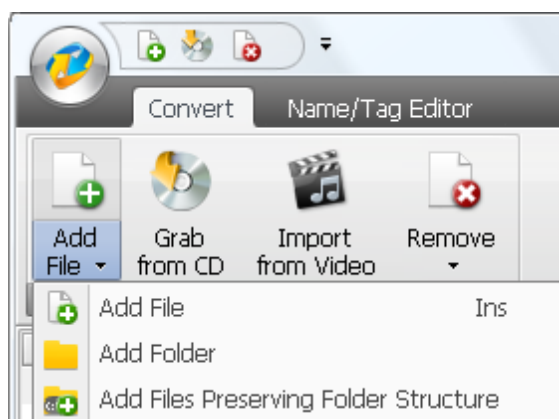 Convert Name/Tag Editor
Add File
Grab from CD
Import from Video
Remove
Add File Ins
Add Folder
Add Files Preserving Folder Structure